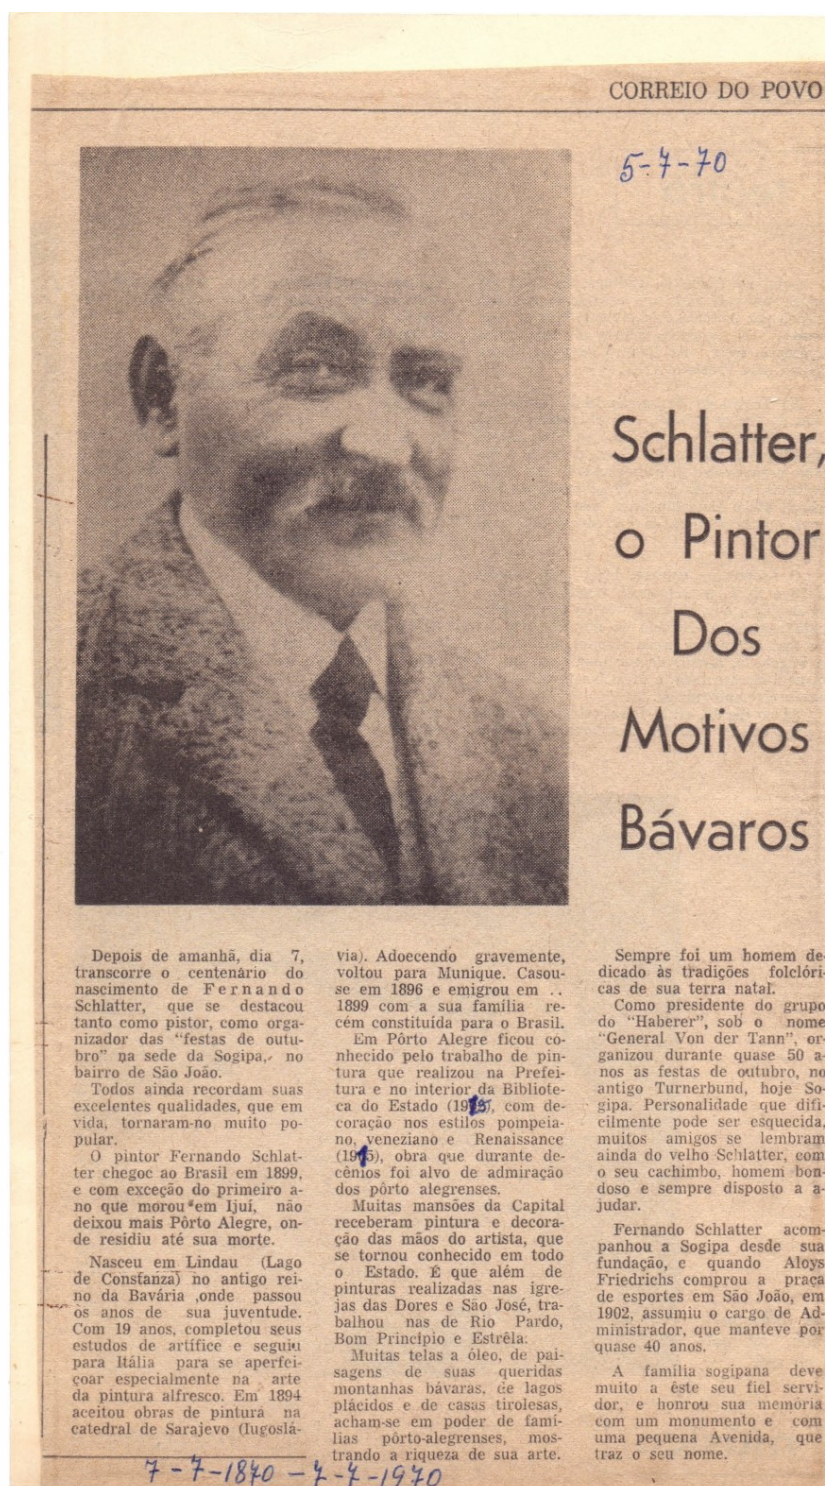 CORREIO DO POVO
5-7-70
Schlatter,
o Pintor
Dos
Motivos
Bávaros
Depois de amanhã, dia 7,
transcorre o centenário do
nascimento de Fernando
Schlatter, que se destacou
tanto como pistor, como orga-
nizador das "festas de outu-
bro" na sede da Sogipa, no
bairro de São João.
Todos ainda recordam suas
excelentes qualidades, que em
vida, tornaram-no muito po-
pular.
O pintor Fernando Schlat-
ter chegoc ao Brasil em 1899,
e com exceção do primeiro a-
no que morou em Ijuí, não
deixou mais Pôrto Alegre, on-
de residiu até sua morte.
Nasceu em Lindau (Lago
de Constanza) no antigo rei-
no da Bavária ,onde passou
os anos de sua juventude.
Com 19 anos, completou seus
estudos de artífice e seguiu
para Itália para se aperfei-
çoar especialmente na arte
da pintura alfresco. Em 1894
aceitou obras de pintura na
catedral de Sarajevo (Iugoslá-
via). Adoecendo gravemente,
voltou para Munique. Casou-
se em 1896 e emigrou em ..
1899 com a sua família re-
cém constituída para o Brasil.
Em Pôrto Alegre ficou co-
nhecido pelo trabalho de pin-
tura que realizou na Prefei-
tura e no interior da Bibliote-
ca do Estado com de-
coração nos estilos pompeia-
no, veneziano e Renaissance
(1915), obra que durante de-
cênios foi alvo de admiração
dos pôrto alegrenses.
Muitas mansões da Capital
receberam pintura e decora-
ção das mãos do artista, que
se tornou conhecido em todo
o Estado. É que além de
pinturas realizadas nas igre-
jas das Dores e São José, tra-
balhou nas de Rio Pardo,
Bom Princípio e Estrêla.
Muitas telas a óleo, de pai-
sagens de suas queridas
montanhas bávaras, de lagos
plácidos e de casas tirolesas,
acham-se em poder de famí-
lias pôrto-alegrenses, mos-
trando a riqueza de sua arte.
Sempre foi um homem de-
dicado às tradições folclóri-
cas de sua terra natal.
Como presidente do grupo
do "Haberer", sob o nome
"General Von der Tann", or-
ganizou durante quase 50 a-
nos as festas de outubro, no
antigo Turnerbund, hoje So-
gipa. Personalidade que difi-
cilmente pode ser esquecida,
muitos amigos se lembram
ainda do velho Schlatter, com
o seu cachimbo, homem bon-
doso e sempre disposto a a-
judar.
Fernando Schlatter acom-
panhou a Sogipa desde sua
fundação, e quando Aloys
Friedrichs comprou a praça
de esportes em São João, em
1902, assumiu o cargo de Ad-
ministrador, que manteve por
quase 40 anos.
A família sogipana deve
muito a êste seu fiel servi-
dor, e honrou sua memória
com um monumento e com
uma pequena Avenida, que
traz o seu nome.
7-7-1870-7-7-1970